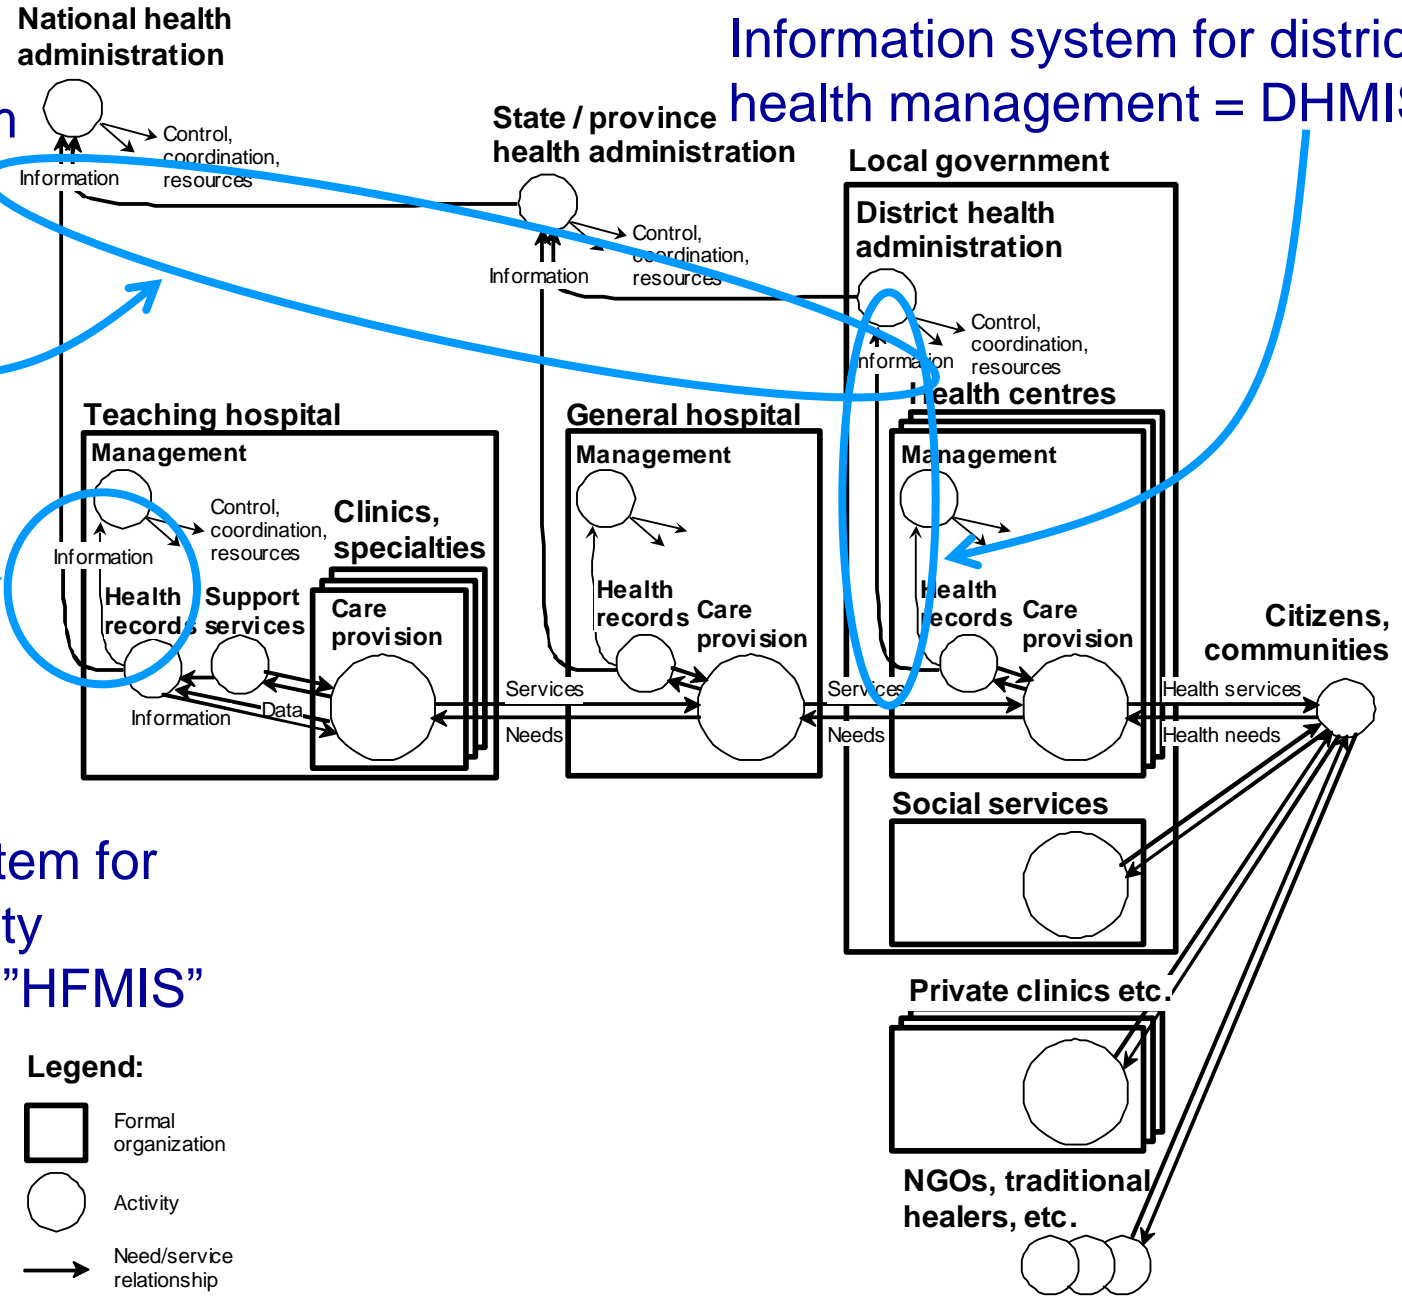 National health
administration
Information system for distric
health management = DHMIS
n
Control,
coordination,
resources
Information
State / province
health administration
Control,
coordination,
resources
Information
Local government
District health
administration
Control,
coordination,
resources
Information
Teaching hospital
Management
Control,
coordination,
resources
Information
Clinics,
specialties
Health
records
Support
services
Care
provision
Information
Data
General hospital
Management
Health
records
Care
provision
Services
Needs
Health centres
Management
Health
records
Care
provision
Services
Needs
Citizens,
communities
Health services
Health needs
Social services
tem for
ty
”HFMIS”
Private clinics etc.
NGOs, traditional
healers, etc.
Legend:
Formal
organization
Activity
Need/service
relationship